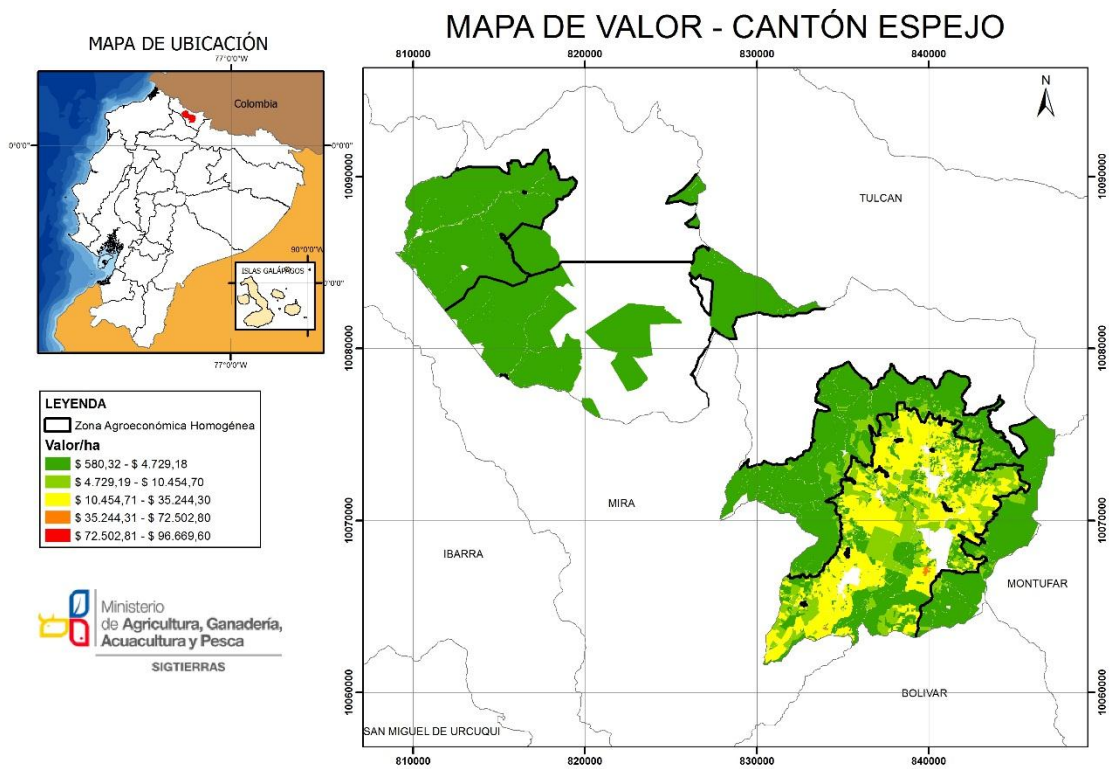 MAPA DE VALOR - CANTÓN ESPEJO
MAPA DE UBICACIÓN
77°0'0"W
Colombia
0°0'0"
0°0'0"
90°0'0"W
ISLAS GALÁPAGOS
0°0'0"
77°0'0"W
LEYENDA
Zona Agroeconómica Homogénea
Valor/ha
$ 580,32 - $ 4.729,18
$ 4.729,19 - $ 10.454,70
$ 10.454,71 - $ 35.244,30
$ 35.244,31 - $ 72.502,80
$ 72.502,81 - $ 96.669,60
Ministerio
de Agricultura, Ganadería,
Acuacultura y Pesca
SIGTIERRAS
810000 820000 830000 840000
N
10090000
10080000
10070000
10060000
10090000
10080000
10070000
10060000
TULCAN
MIRA
IBARRA
MONTUFAR
BOLIVAR
SAN MIGUEL DE URCUQUI
810000 820000 830000 840000